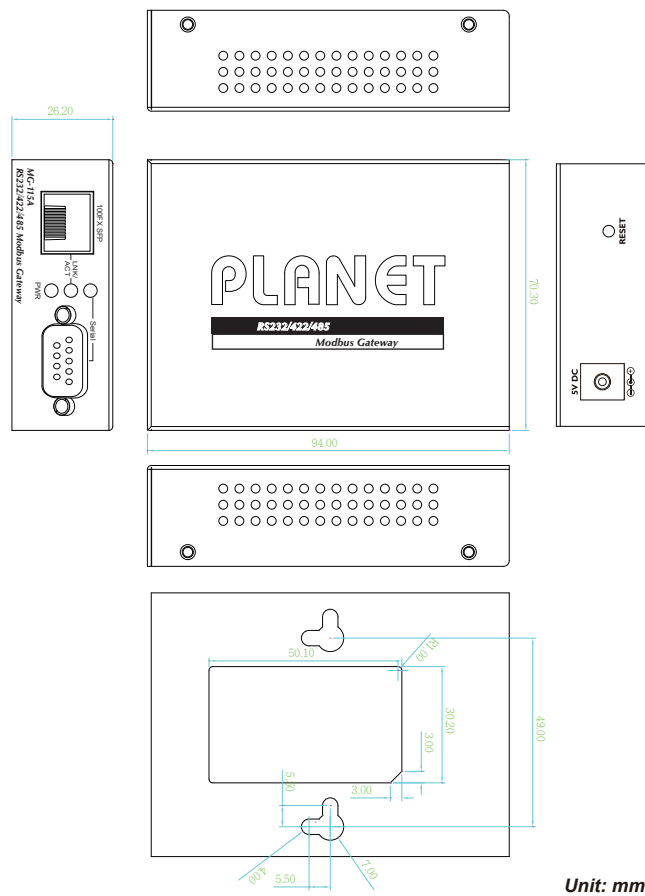 26.20
MG-115A
RS232/422/485 Modbus Gateway
100FX SFP
LNK/
ACT
PWR
Serial
PLANET
RS232/422/485
Modbus Gateway
94.00
70.30
RESET
5V DC
50.10
R1.00
30.20
49.00
3.00
3.00
5.50
5.50
4.00
7.00
Unit: mm